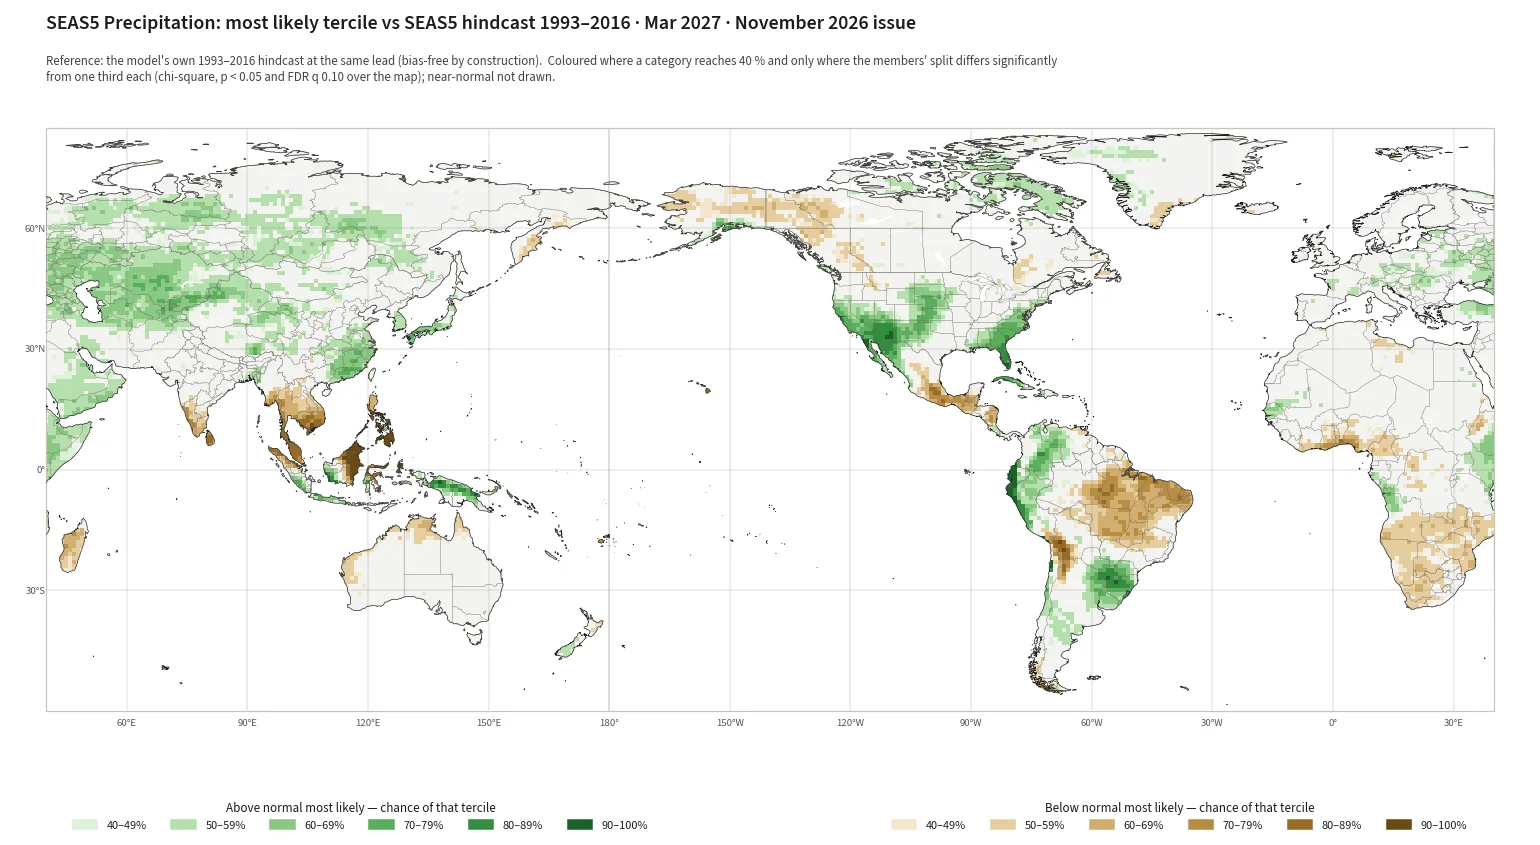 SEAS5 Precipitation: most likely tercile vs SEAS5 hindcast 1993–2016 · Mar 2027 · November 2026 issue
Reference: the model's own 1993–2016 hindcast at the same lead (bias-free by construction).  Coloured where a category reaches 40 % and only where the members' split differs significantly
from one third each (chi-square, p < 0.05 and FDR q 0.10 over the map); near-normal not drawn.
60°N
30°N
0°
30°S
60°E 90°E 120°E 150°E 180° 150°W 120°W 90°W 60°W 30°W 0° 30°E
Above normal most likely — chance of that tercile
40–49% 50–59% 60–69% 70–79% 80–89% 90–100%
Below normal most likely — chance of that tercile
40–49% 50–59% 60–69% 70–79% 80–89% 90–100%